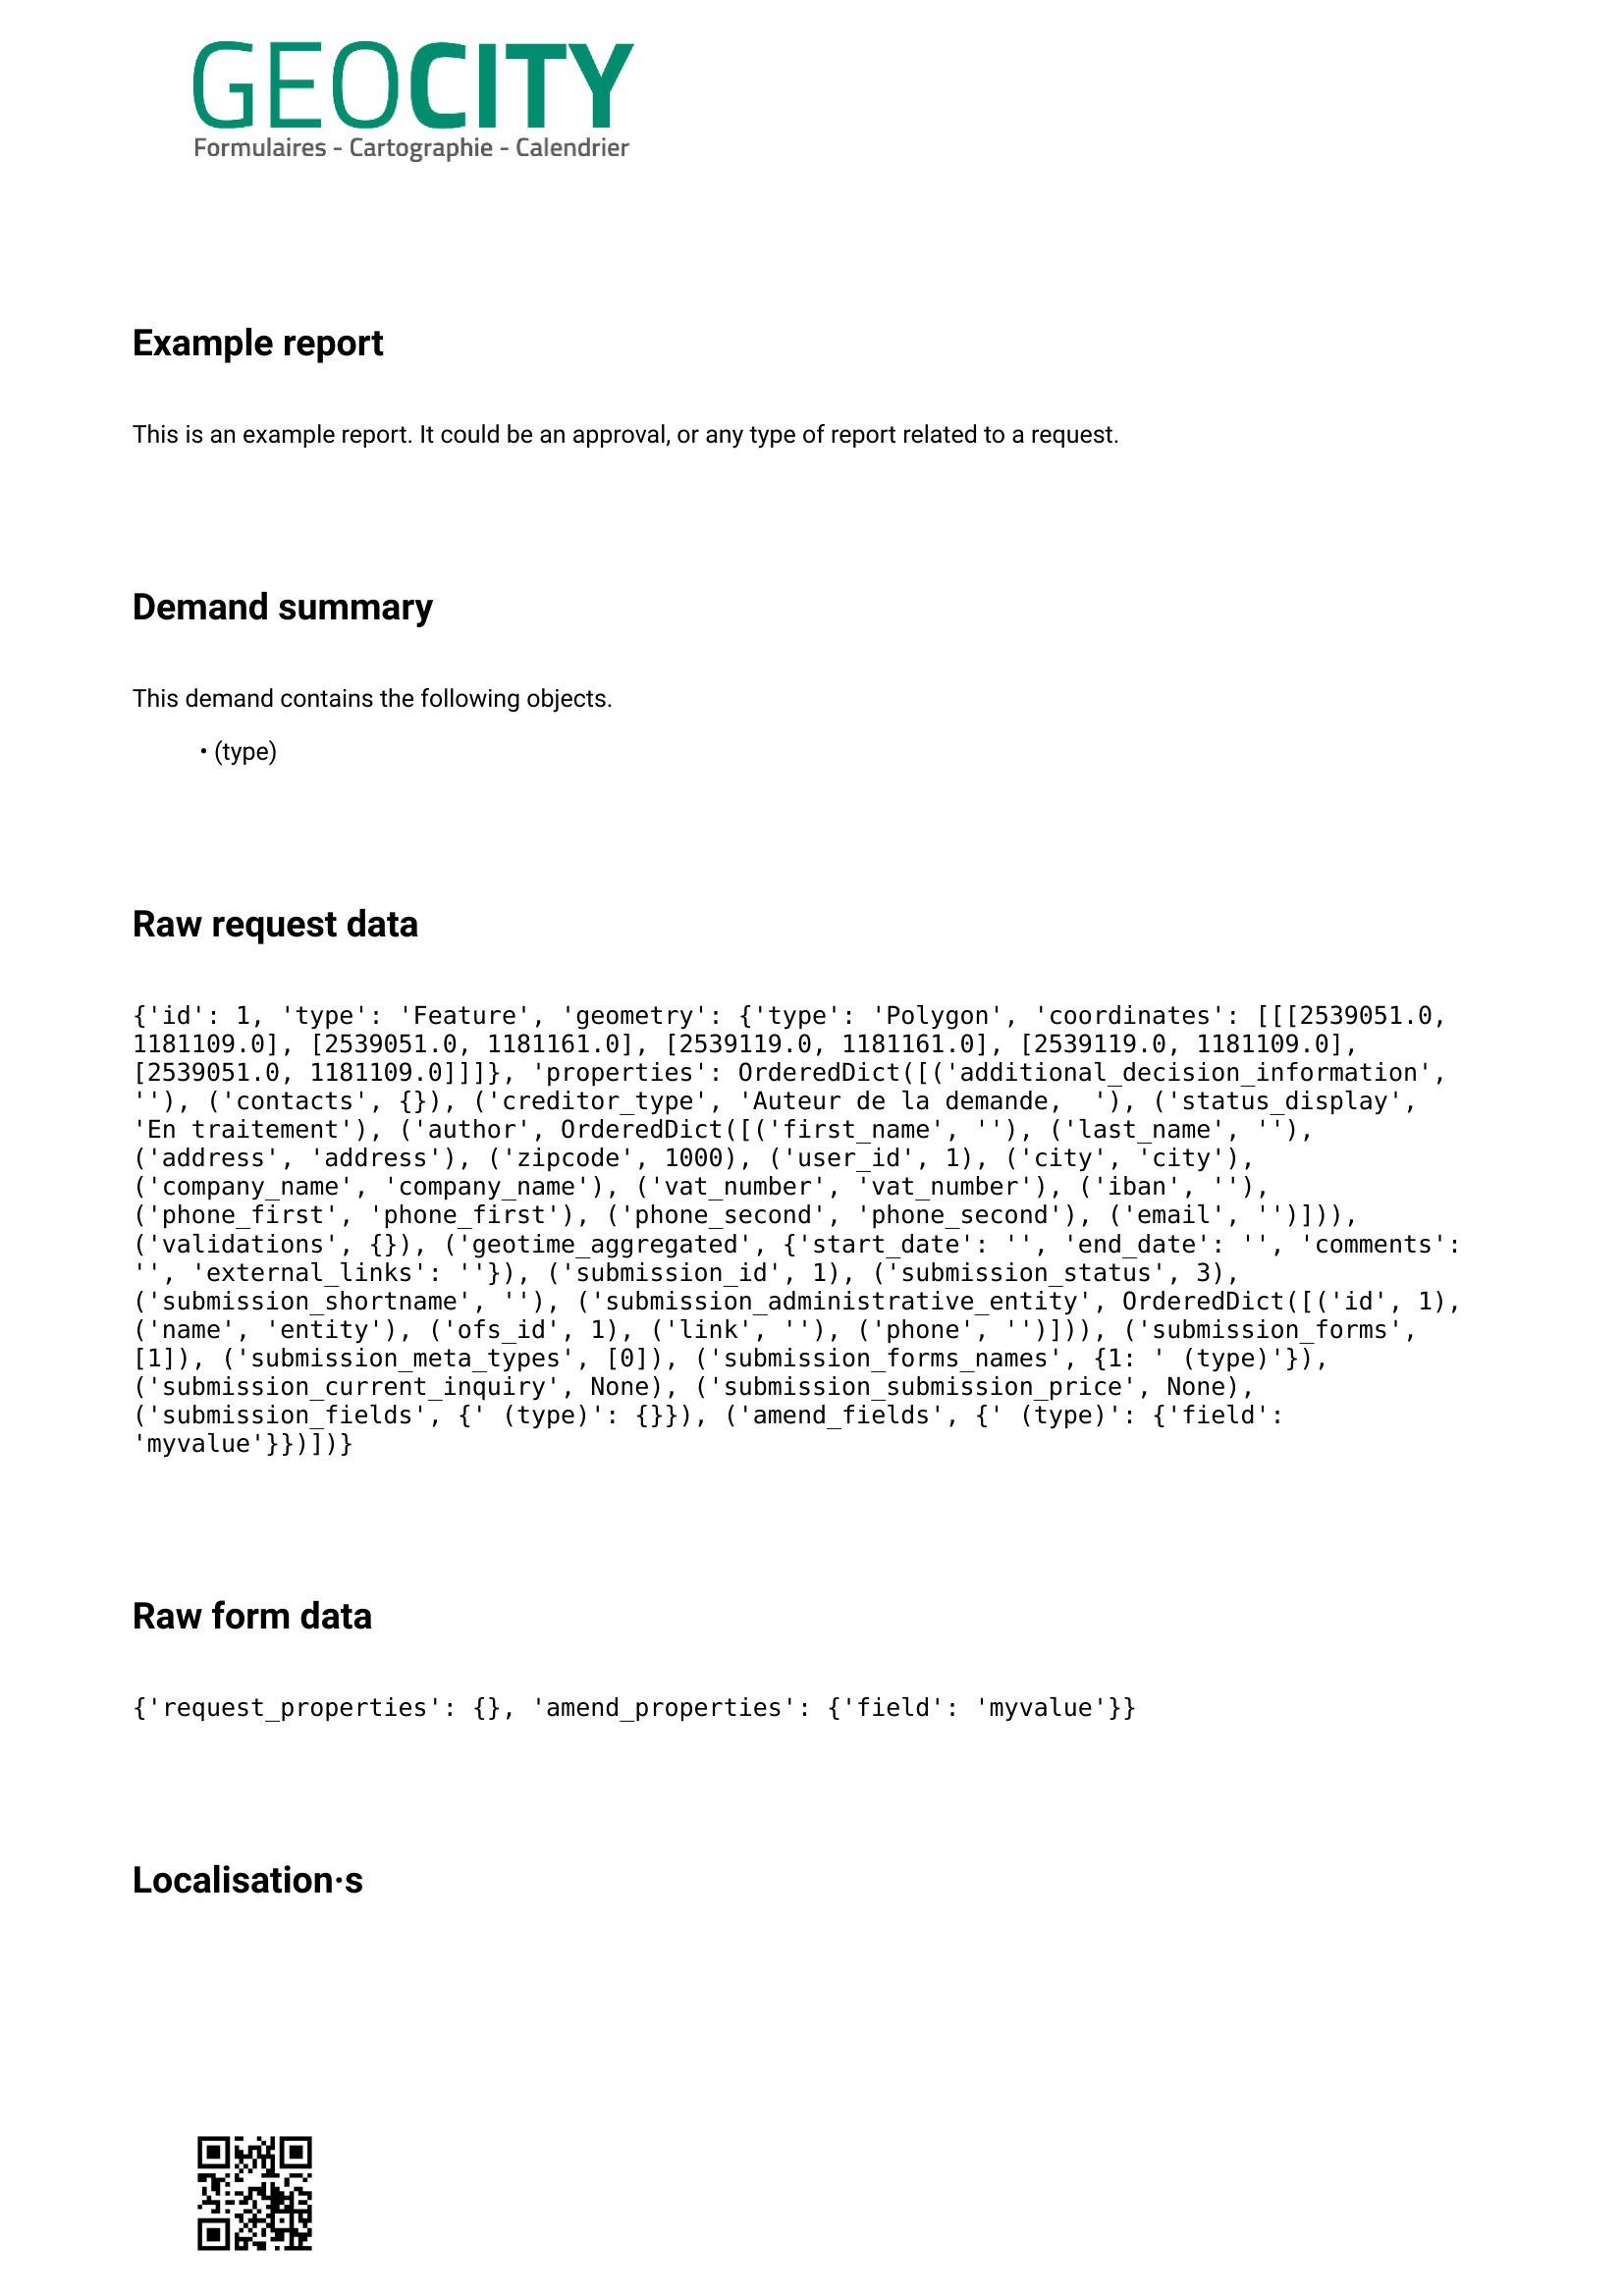 GEOCITY
Formulaires - Cartographie - Calendrier
Example report
This is an example report. It could be an approval, or any type of report related to a request.
Demand summary
This demand contains the following objects.
• (type)
Raw request data
{'id': 1, 'type': 'Feature', 'geometry': {'type': 'Polygon', 'coordinates': [[[2539051.0,
1181109.0], [2539051.0, 1181161.0], [2539119.0, 1181161.0], [2539119.0, 1181109.0],
[2539051.0, 1181109.0]]]}, 'properties': OrderedDict([('additional_decision_information',
''), ('contacts', {}), ('creditor_type', 'Auteur de la demande,  '), ('status_display',
'En traitement'), ('author', OrderedDict([('first_name', ''), ('last_name', ''),
('address', 'address'), ('zipcode', 1000), ('user_id', 1), ('city', 'city'),
('company_name', 'company_name'), ('vat_number', 'vat_number'), ('iban', ''),
('phone_first', 'phone_first'), ('phone_second', 'phone_second'), ('email', '')])),
('validations', {}), ('geotime_aggregated', {'start_date': '', 'end_date': '', 'comments':
'', 'external_links': ''}), ('submission_id', 1), ('submission_status', 3),
('submission_shortname', ''), ('submission_administrative_entity', OrderedDict([('id', 1),
('name', 'entity'), ('ofs_id', 1), ('link', ''), ('phone', '')])), ('submission_forms',
[1]), ('submission_meta_types', [0]), ('submission_forms_names', {1: ' (type)'}),
('submission_current_inquiry', None), ('submission_submission_price', None),
('submission_fields', {' (type)': {}}), ('amend_fields', {' (type)': {'field':
'myvalue'}})])}
Raw form data
{'request_properties': {}, 'amend_properties': {'field': 'myvalue'}}
Localisation·s